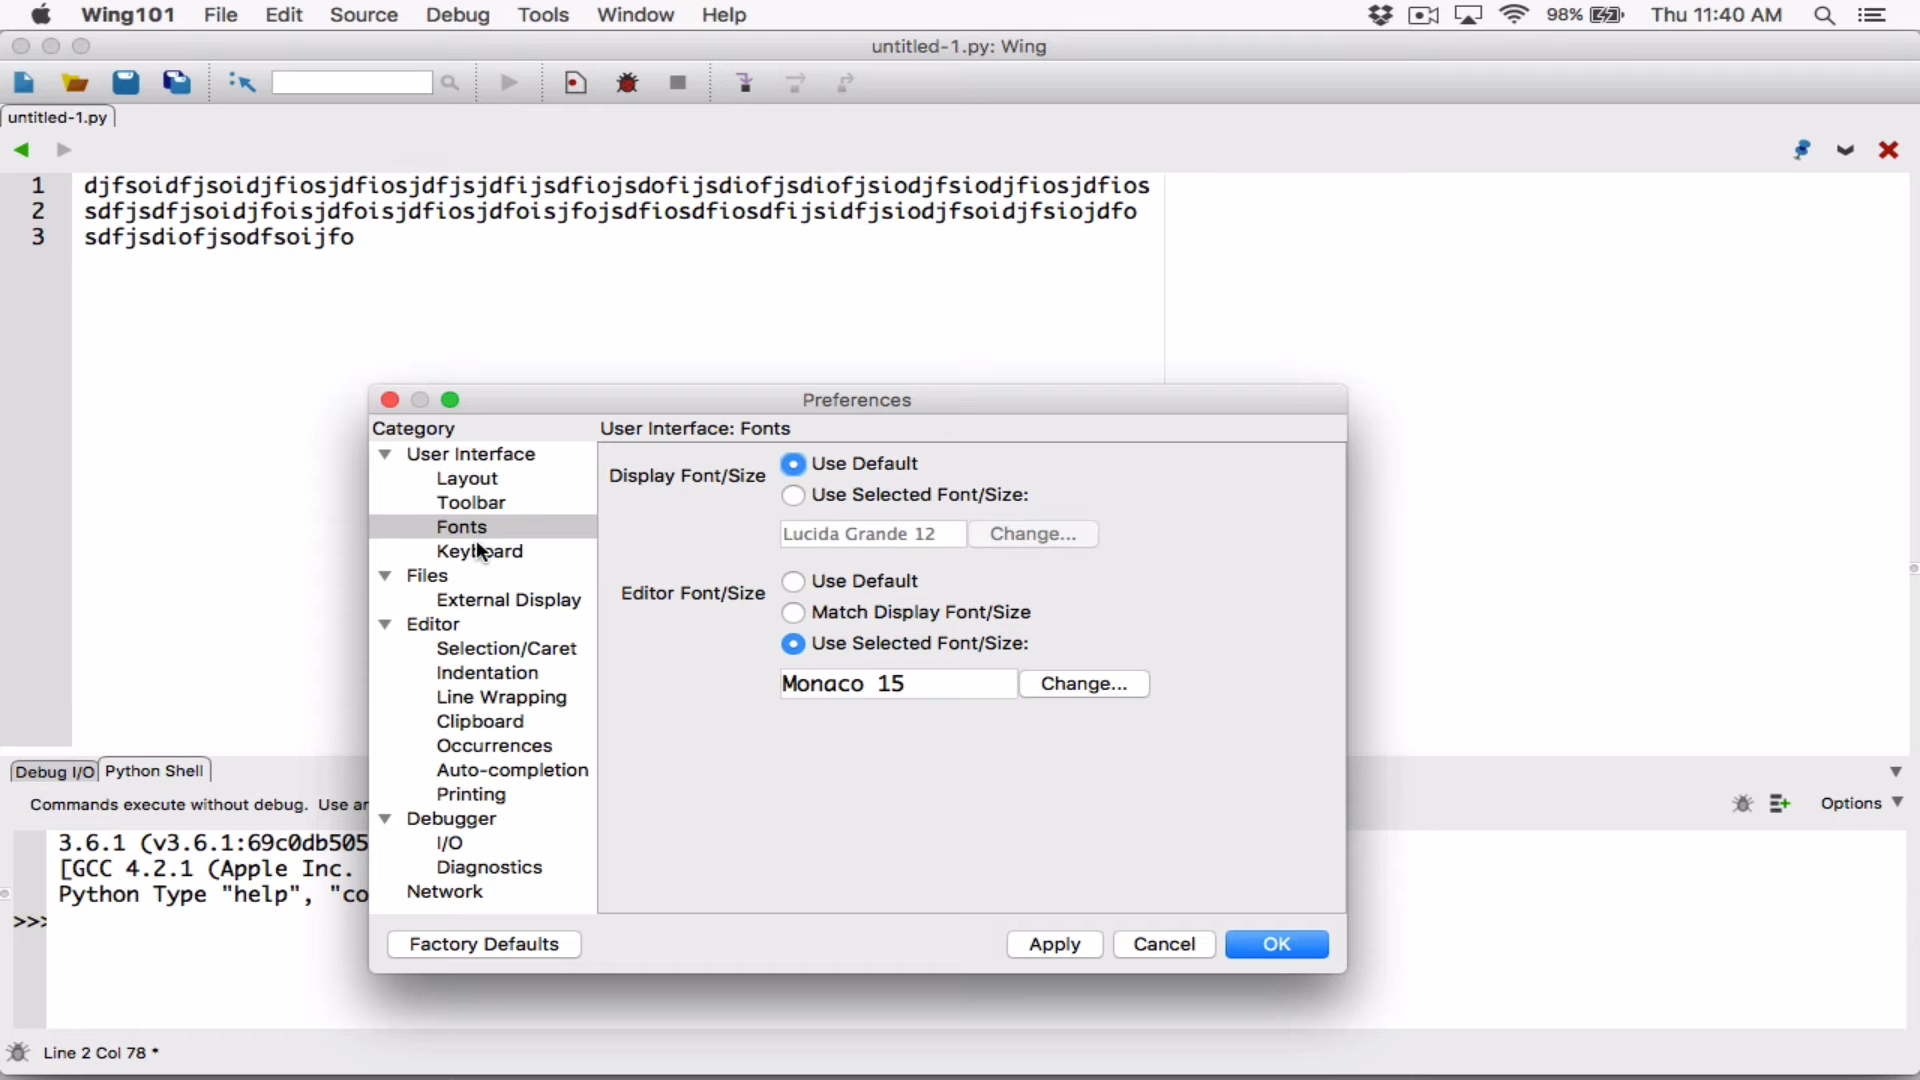 Wing101 File Edit Source Debug Tools Window Help 98% Thu 11:40 AM
untitled-1.py: Wing
untitled-1.py
1 djfsoidfjsoidjfiosjdfiosjdfjsjdfijsdfiojsdofijsdiofjsdiofjsiodjfsiodjfiosjdfios
2 sdfjsdfjsoidjfoisjdfoisjdfiosjdfoisjfojsdfiosdfiosdfijsidfjsiodjfsoidjfsiojdfo
3 sdfjsdiofjsodfsoijfo
Preferences
Category
User Interface
Layout
Toolbar
Fonts
Keyboard
Files
External Display
Editor
Selection/Caret
Indentation
Line Wrapping
Clipboard
Occurrences
Auto-completion
Printing
Debugger
I/O
Diagnostics
Network
User Interface: Fonts
Display Font/Size
Use Default
Use Selected Font/Size:
Lucida Grande 12 Change...
Editor Font/Size
Use Default
Match Display Font/Size
Use Selected Font/Size:
Monaco 15 Change...
Factory Defaults Apply Cancel OK
Debug I/O Python Shell
Commands execute without debug. Use ar
Options
3.6.1 (v3.6.1:69c0db505
[GCC 4.2.1 (Apple Inc.
Python Type "help", "co
>>>
Line 2 Col 78 *